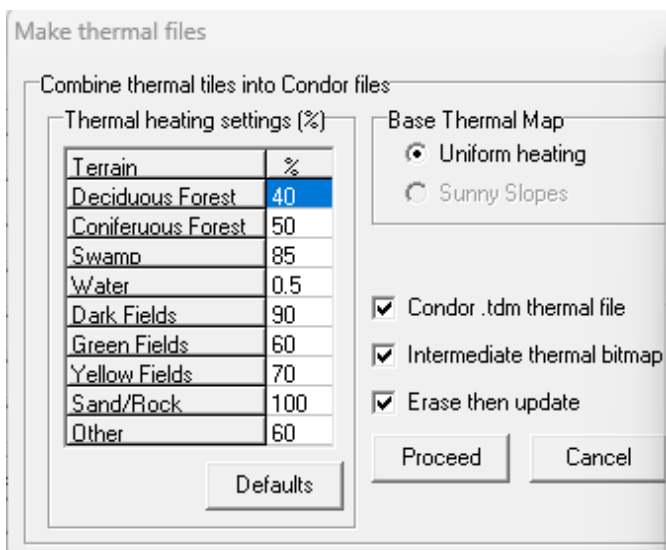 Make thermal files
Combine thermal tiles into Condor files
Thermal heating settings (%)
Terrain %
Deciduous Forest 40
Coniferuous Forest 50
Swamp 85
Water 0.5
Dark Fields 90
Green Fields 60
Yellow Fields 70
Sand/Rock 100
Other 60
Defaults
Base Thermal Map
Uniform heating
Sunny Slopes
Condor .tdm thermal file
Intermediate thermal bitmap
Erase then update
Proceed Cancel